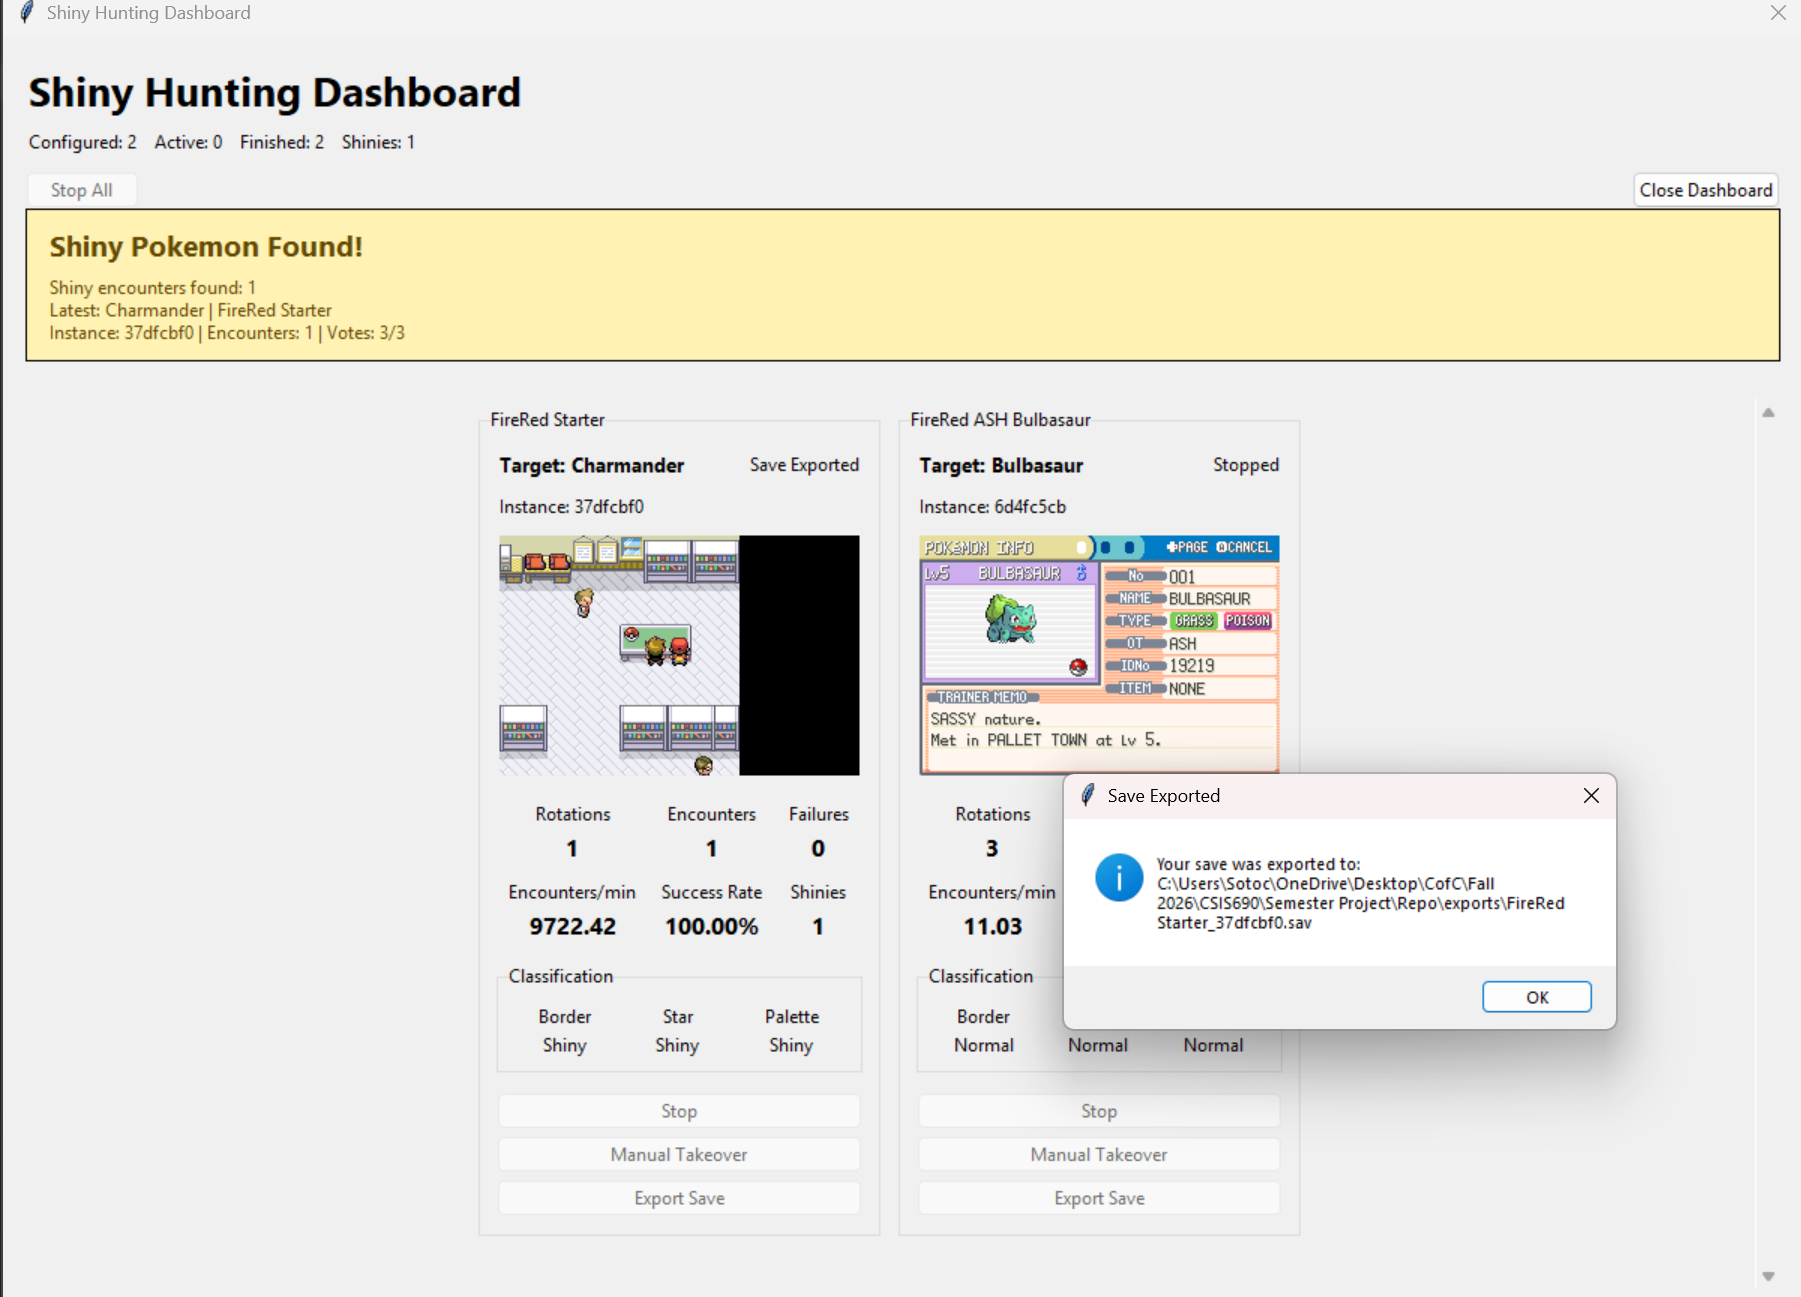 Shiny Hunting Dashboard
Shiny Hunting Dashboard
Configured: 2 Active: 0 Finished: 2 Shinies: 1
Stop All
Close Dashboard
Shiny Pokemon Found!
Shiny encounters found: 1
Latest: Charmander | FireRed Starter
Instance: 37dfcbf0 | Encounters: 1 | Votes: 3/3
FireRed Starter
Target: Charmander Save Exported
Instance: 37dfcbf0
Rotations Encounters Failures
1 1 0
Encounters/min Success Rate Shinies
9722.42 100.00% 1
Classification
Border Star Palette
Shiny Shiny Shiny
Stop
Manual Takeover
Export Save
FireRed ASH Bulbasaur
Target: Bulbasaur Stopped
Instance: 6d4fc5cb
POKéMON INFO PAGE CANCEL
Lv5 BULBASAUR ♂
No 001
NAME BULBASAUR
TYPE GRASS POISON
OT ASH
IDNo 19219
ITEM NONE
TRAINER MEMO
SASSY nature.
Met in PALLET TOWN at Lv 5.
Rotations
3
Encounters/min
11.03
Classification
Border
Normal Normal Normal
Stop
Manual Takeover
Export Save
Save Exported
Your save was exported to:
C:\Users\Sotoc\OneDrive\Desktop\CofC\Fall
2026\CSIS690\Semester Project\Repo\exports\FireRed
Starter_37dfcbf0.sav
OK